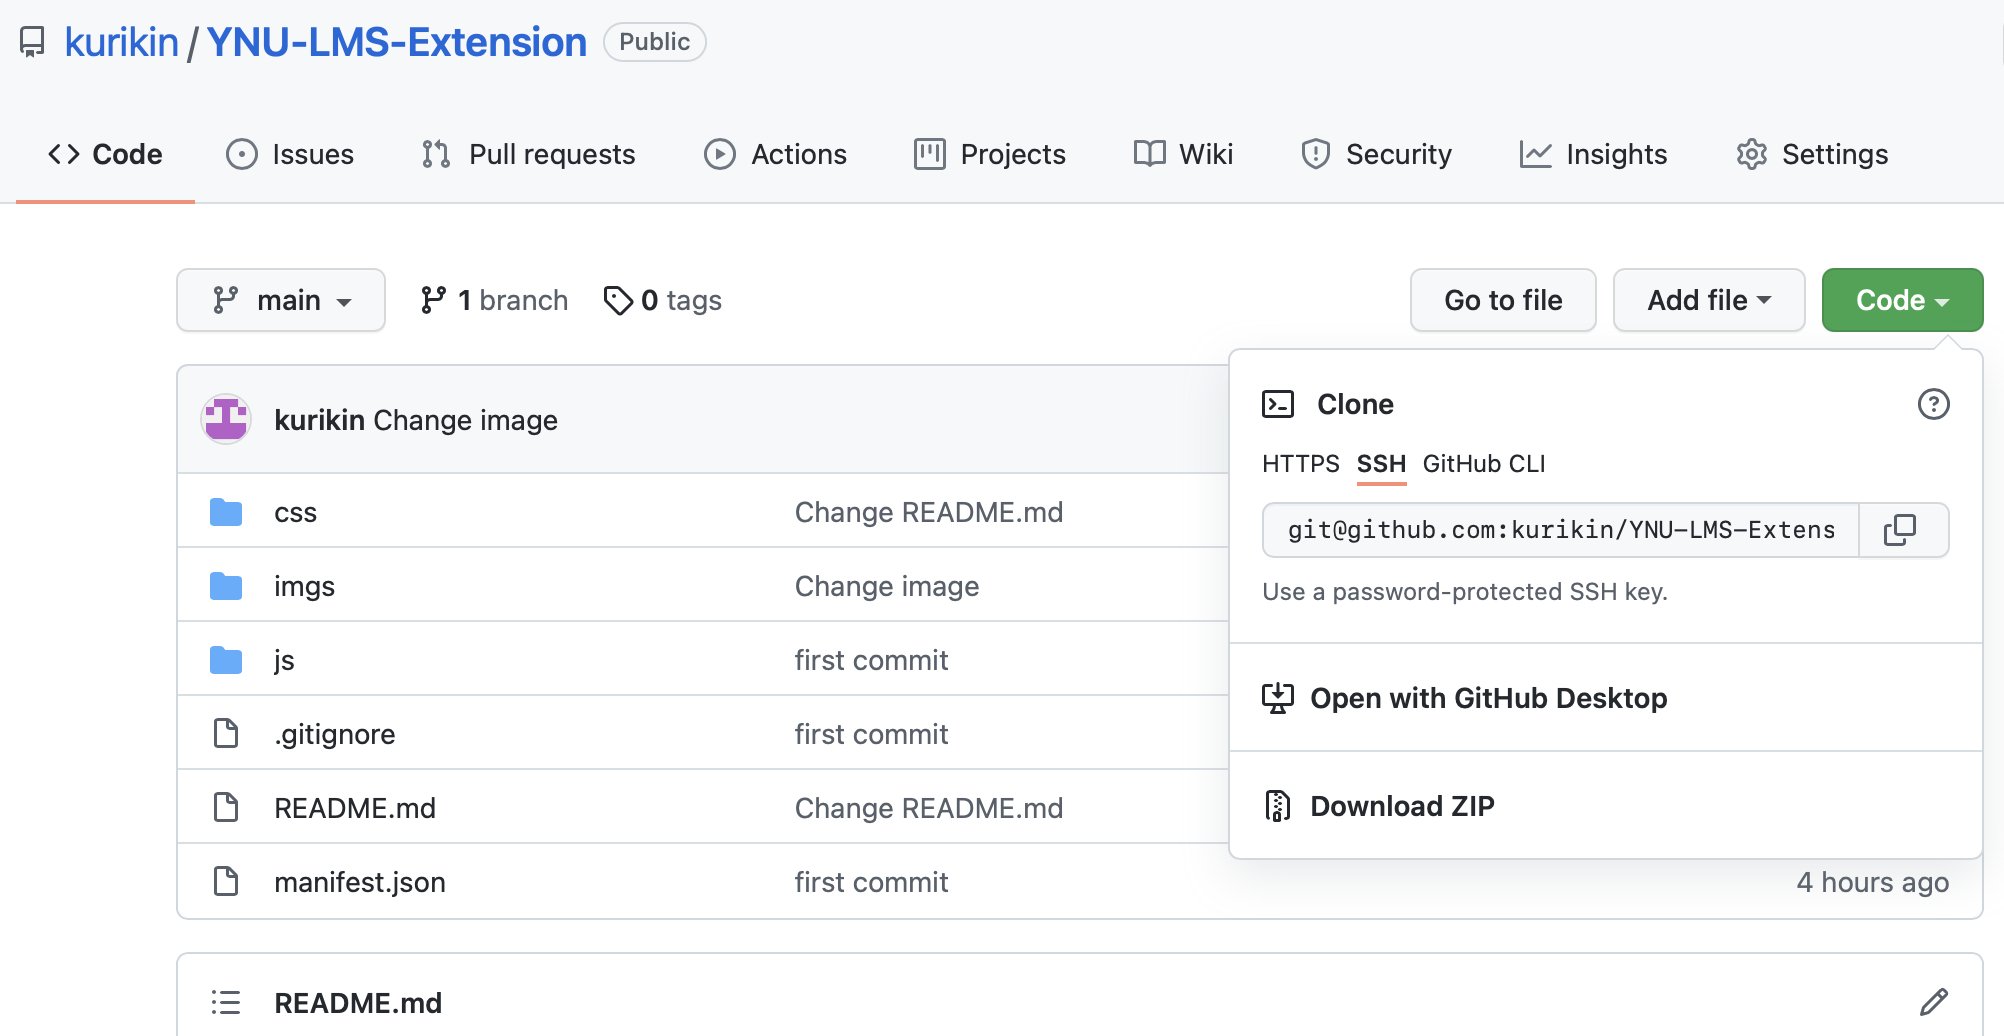 kurikin / YNU-LMS-Extension Public
Code Issues Pull requests Actions Projects Wiki Security Insights Settings
main 1 branch 0 tags Go to file Add file Code
kurikin Change image
css Change README.md
imgs Change image
js first commit
.gitignore first commit
README.md Change README.md
manifest.json first commit 4 hours ago
Clone
HTTPS SSH GitHub CLI
git@github.com:kurikin/YNU-LMS-Extens
Use a password-protected SSH key.
Open with GitHub Desktop
Download ZIP
README.md